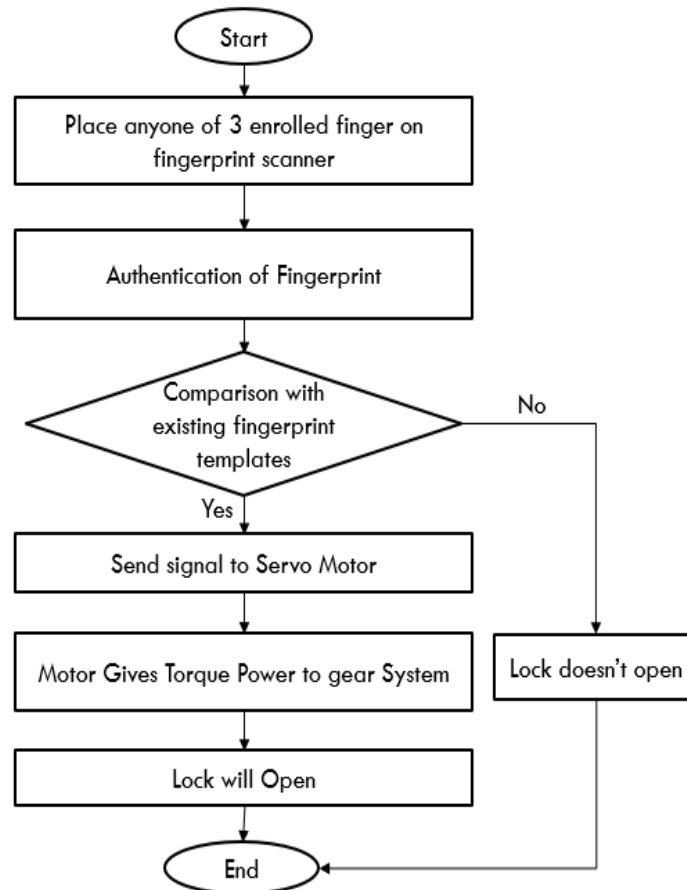 Start
Place anyone of 3 enrolled finger on
fingerprint scanner
Authentication of Fingerprint
Comparison with
existing fingerprint
templates
No
Yes
Send signal to Servo Motor
Motor Gives Torque Power to gear System
Lock doesn't open
Lock will Open
End